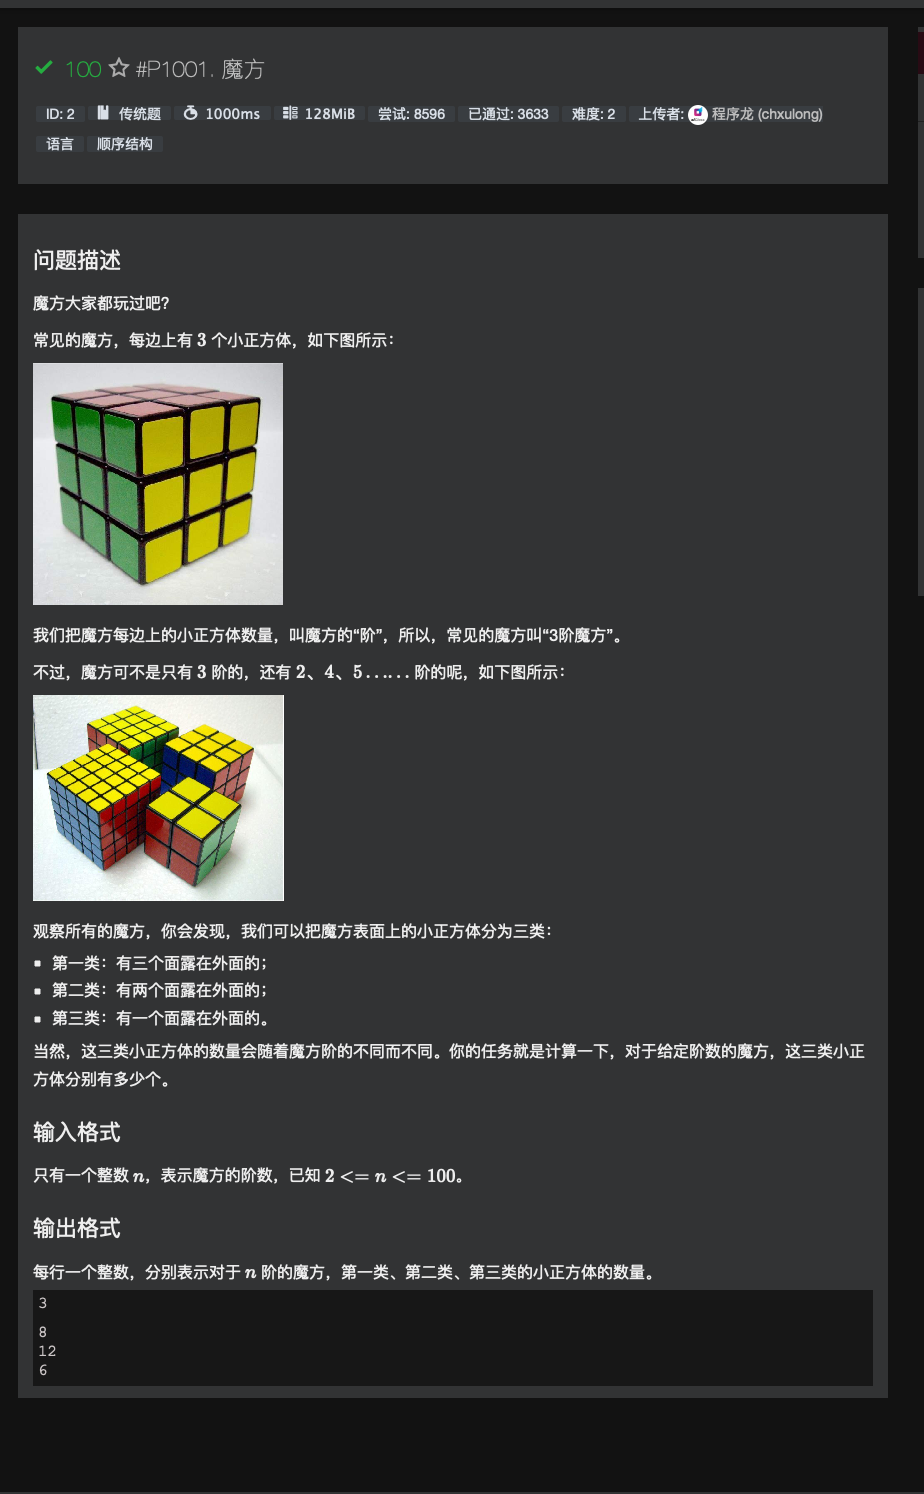 100 #P1001. 魔方
ID: 2 传统题 1000ms 128MiB 尝试: 8596 已通过: 3633 难度: 2 上传者: 程序龙 (chxulong)
语言 顺序结构
问题描述
魔方大家都玩过吧？
常见的魔方，每边上有 3 个小正方体，如下图所示：
我们把魔方每边上的小正方体数量，叫魔方的“阶”，所以，常见的魔方叫“3阶魔方”。
不过，魔方可不是只有 3 阶的，还有 2、4、5…… 阶的呢，如下图所示：
观察所有的魔方，你会发现，我们可以把魔方表面上的小正方体分为三类：
第一类：有三个面露在外面的；
第二类：有两个面露在外面的；
第三类：有一个面露在外面的。
当然，这三类小正方体的数量会随着魔方阶的不同而不同。你的任务就是计算一下，对于给定阶数的魔方，这三类小正
方体分别有多少个。
输入格式
只有一个整数 n，表示魔方的阶数，已知 2 <= n <= 100。
输出格式
每行一个整数，分别表示对于 n 阶的魔方，第一类、第二类、第三类的小正方体的数量。
3
8
12
6